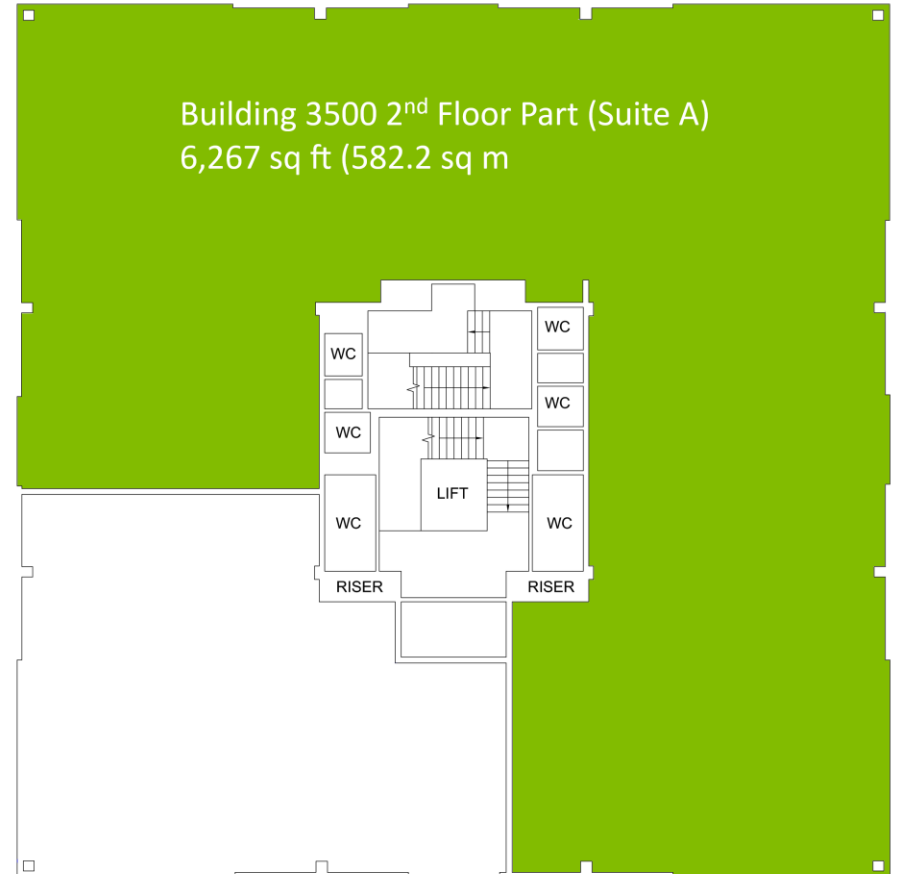 Building 3500 2nd Floor Part (Suite A)
6,267 sq ft (582.2 sq m
WC
WC
WC
WC
LIFT
WC
WC
RISER
RISER